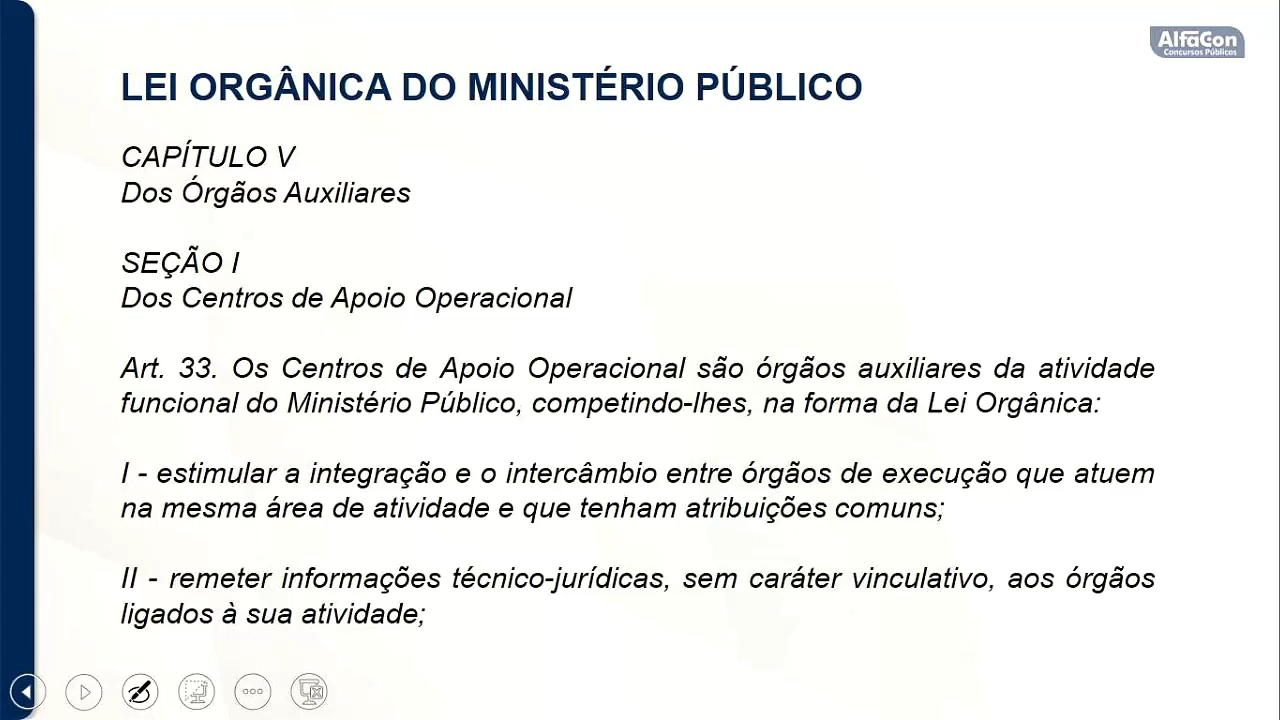 AlfaCon
Concursos Públicos
LEI ORGÂNICA DO MINISTÉRIO PÚBLICO
CAPÍTULO V
Dos Órgãos Auxiliares
SEÇÃO I
Dos Centros de Apoio Operacional
Art. 33. Os Centros de Apoio Operacional são órgãos auxiliares da atividade
funcional do Ministério Público, competindo-lhes, na forma da Lei Orgânica:
I - estimular a integração e o intercâmbio entre órgãos de execução que atuem
na mesma área de atividade e que tenham atribuições comuns;
II - remeter informações técnico-jurídicas, sem caráter vinculativo, aos órgãos
ligados à sua atividade;